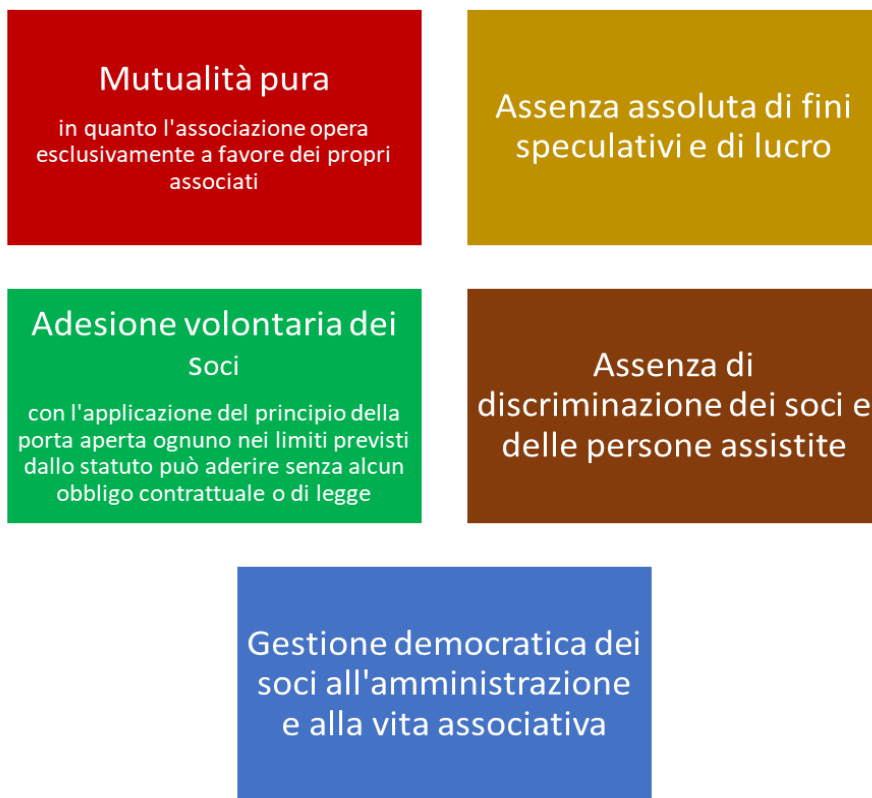 Mutualità pura
in quanto l'associazione opera
esclusivamente a favore dei propri
associati
Assenza assoluta di fini
speculativi e di lucro
Adesione volontaria dei
Soci
con l'applicazione del principio della
porta aperta ognuno nei limiti previsti
dallo statuto può aderire senza alcun
obbligo contrattuale o di legge
Assenza di
discriminazione dei soci e
delle persone assistite
Gestione democratica dei
soci all'amministrazione
e alla vita associativa